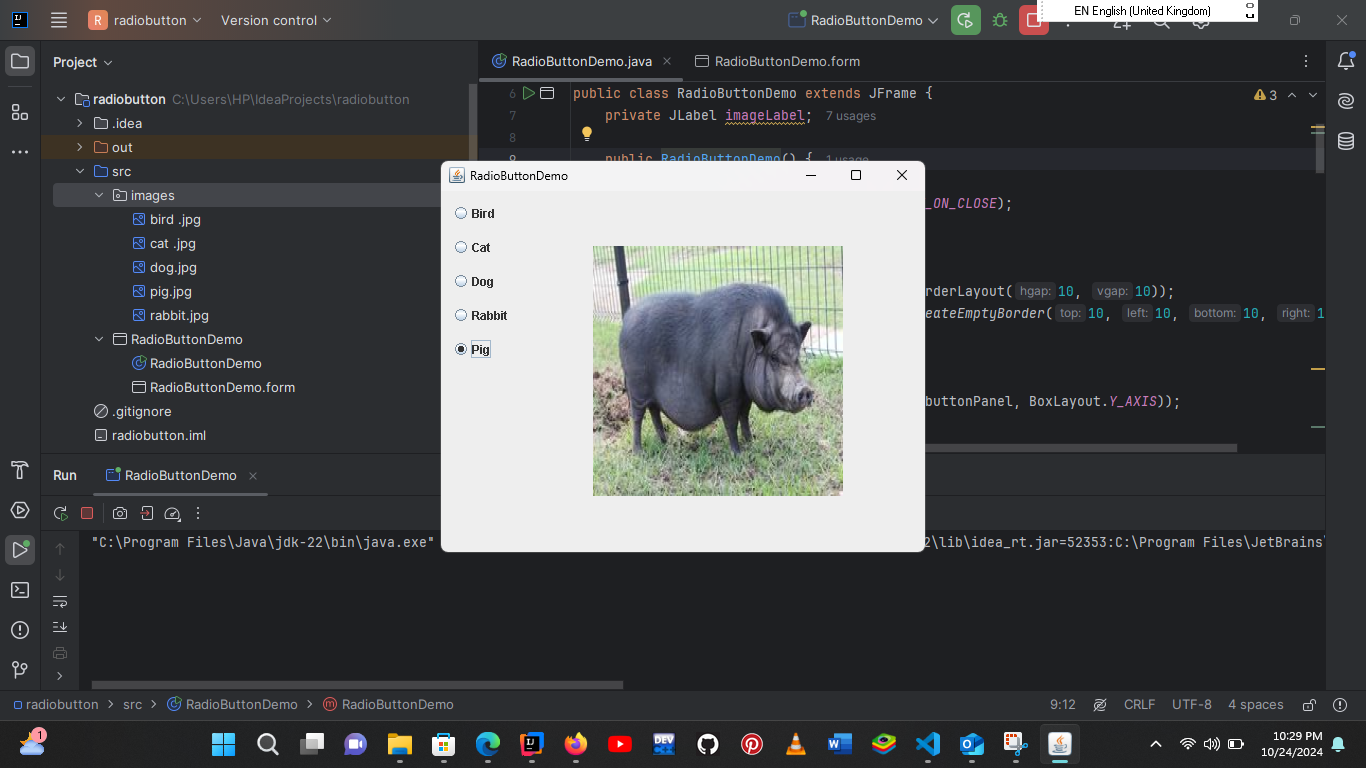 radiobutton
Version control
RadioButtonDemo
EN English (United Kingdom)
Project
RadioButtonDemo.java
RadioButtonDemo.form
radiobutton C:\Users\HP\IdeaProjects\radiobutton
.idea
out
src
images
bird .jpg
cat .jpg
dog.jpg
pig.jpg
rabbit.jpg
RadioButtonDemo
RadioButtonDemo
RadioButtonDemo.form
.gitignore
radiobutton.iml
6 public class RadioButtonDemo extends JFrame {
3
7 private JLabel imageLabel; 7 usages
8
9 public RadioButtonDemo() { 1 usage
_ON_CLOSE);
rderLayout( hgap: 10, vgap: 10));
eateEmptyBorder( top: 10, left: 10, bottom: 10, right: 1
buttonPanel, BoxLayout.Y_AXIS));
RadioButtonDemo
Bird
Cat
Dog
Rabbit
Pig
Run
RadioButtonDemo
"C:\Program Files\Java\jdk-22\bin\java.exe"
2\lib\idea_rt.jar=52353:C:\Program Files\JetBrains\
radiobutton > src > RadioButtonDemo > RadioButtonDemo
9:12
CRLF
UTF-8
4 spaces
1
10:29 PM
10/24/2024